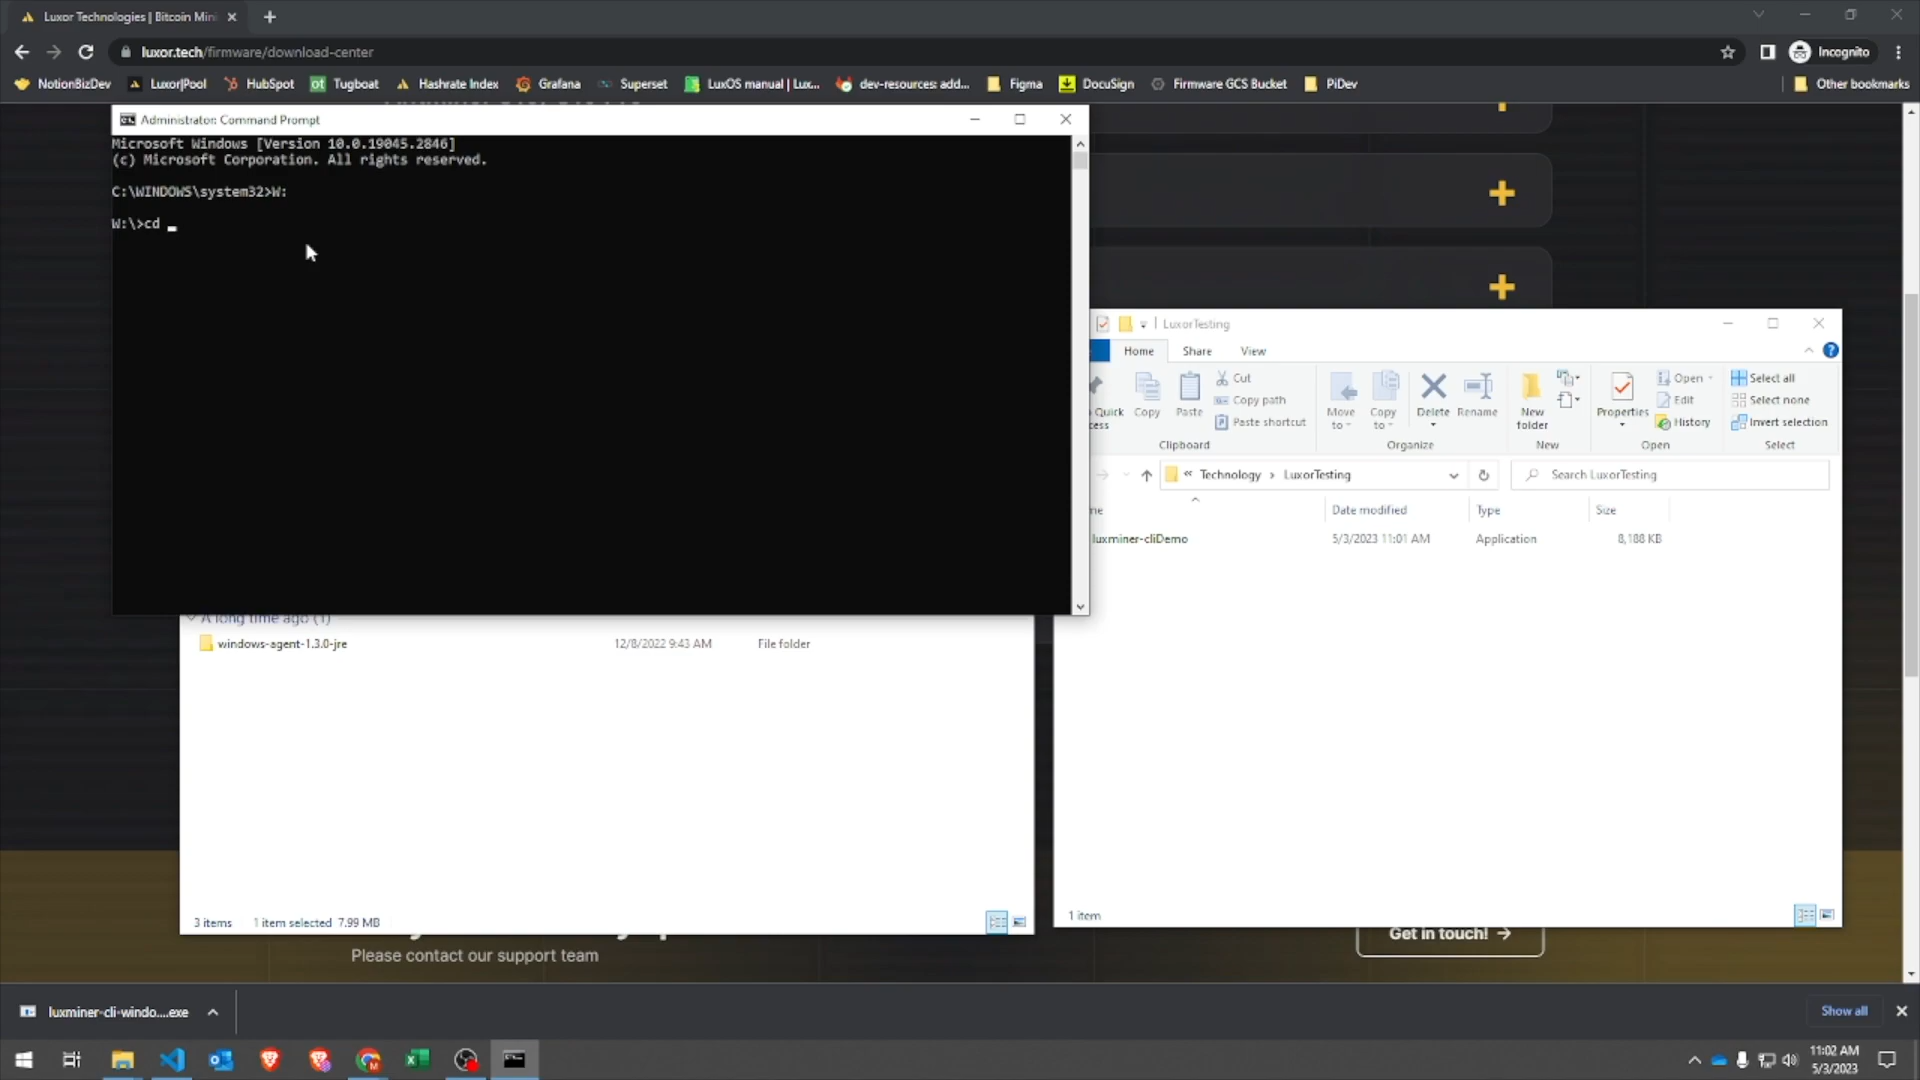 Luxor Technologies | Bitcoin Mini
luxor.tech/firmware/download-center
Incognito
NotionBizDev
Luxor|Pool
HubSpot
Tugboat
Hashrate Index
Grafana
Superset
LuxOS manual | Lux...
dev-resources: add...
Figma
DocuSign
Firmware GCS Bucket
PiDev
Other bookmarks
Administrator: Command Prompt
Microsoft Windows [Version 10.0.19045.2846]
(c) Microsoft Corporation. All rights reserved.
C:\WINDOWS\system32>W:
W:\>cd _
LuxorTesting
Home
Share
View
Quick
Copy
Paste
Cut
Copy path
Paste shortcut
Clipboard
Move to
Copy to
Delete
Rename
Organize
New folder
New
Properties
Open
Edit
History
Open
Select all
Select none
Invert selection
Select
« Technology › LuxorTesting
Search LuxorTesting
Date modified
Type
Size
luxminer-cliDemo
5/3/2023 11:01 AM
Application
8,188 KB
A long time ago (1)
windows-agent-1.3.0-jre
12/8/2022 9:43 AM
File folder
3 items
1 item selected 7.99 MB
1 item
Get in touch! →
Please contact our support team
luxminer-cli-windo....exe
Show all
11:02 AM
5/3/2023